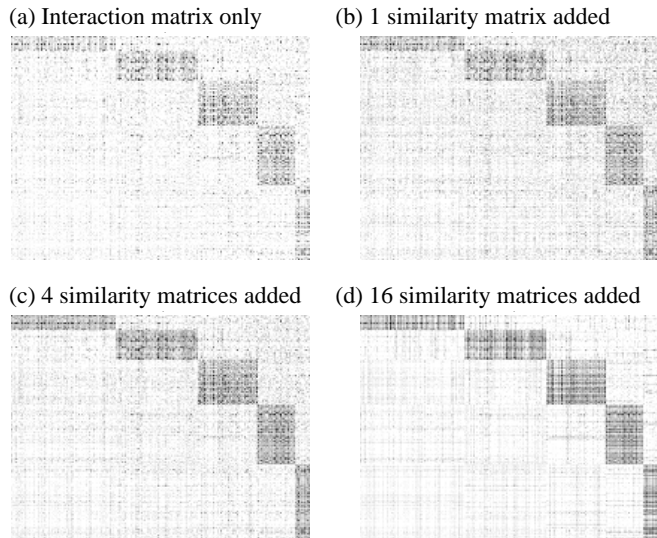 (a) Interaction matrix only
(b) 1 similarity matrix added
(c) 4 similarity matrices added
(d) 16 similarity matrices added